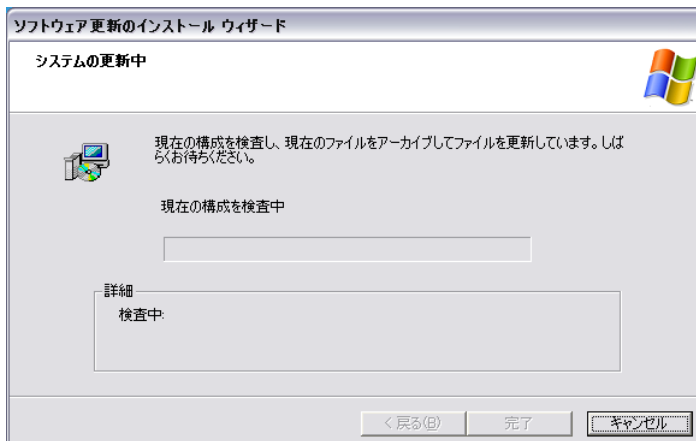 ソフトウェア更新のインストール ウィザード
システムの更新中
現在の構成を検査し、現在のファイルをアーカイブしてファイルを更新しています。しば
らくお待ちください。
現在の構成を検査中
詳細
検査中:
< 戻る(B)
完了
キャンセル